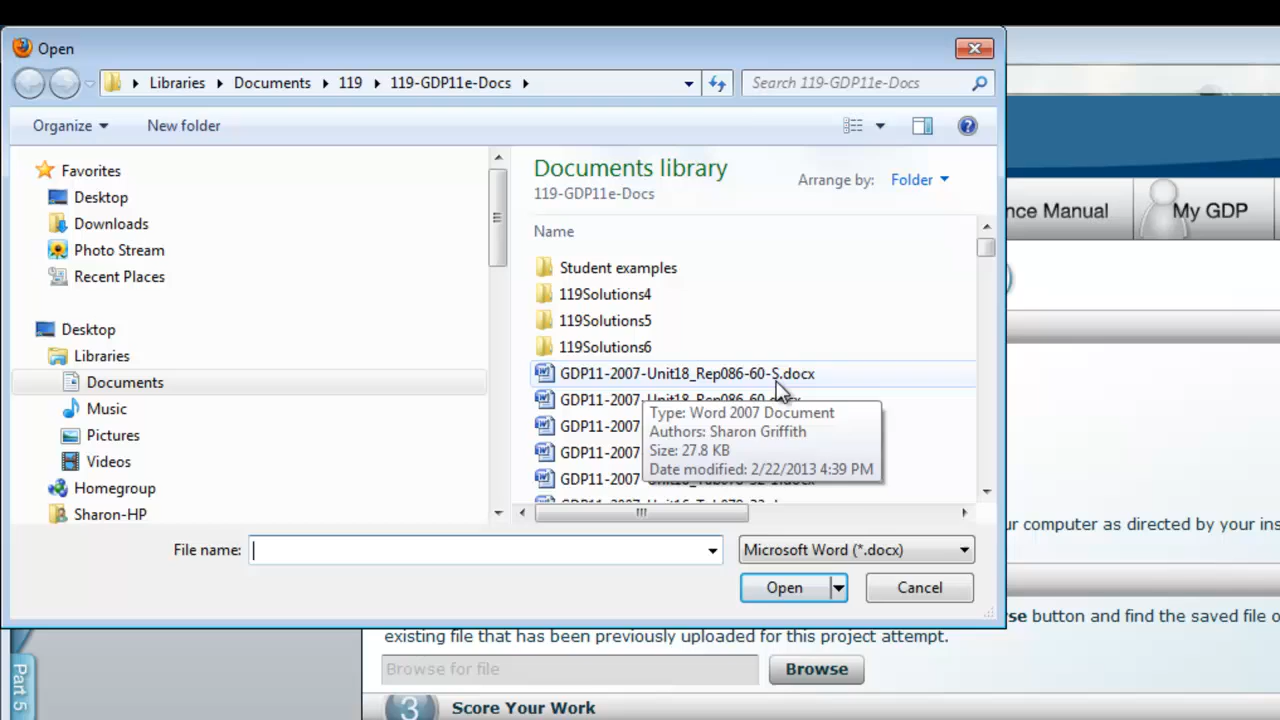 Open
Libraries Documents 119 119-GDP11e-Docs
Search 119-GDP11e-Docs
Organize New folder
Favorites
Desktop
Downloads
Photo Stream
Recent Places
Desktop
Libraries
Documents
Music
Pictures
Videos
Homegroup
Sharon-HP
Documents library
119-GDP11e-Docs
Arrange by: Folder
Name
Student examples
119Solutions4
119Solutions5
119Solutions6
GDP11-2007-Unit18_Rep086-60-S.docx
GDP11-2007-Unit18_Rep086-60.docx
GDP11-2007
GDP11-2007
GDP11-2007
Type: Word 2007 Document
Authors: Sharon Griffith
Size: 27.8 KB
Date modified: 2/22/2013 4:39 PM
File name:
Microsoft Word (*.docx)
Open Cancel
nce Manual
My GDP
ur computer as directed by your ins
se button and find the saved file o
existing file that has been previously uploaded for this project attempt.
Browse for file
Browse
3 Score Your Work
Part 5